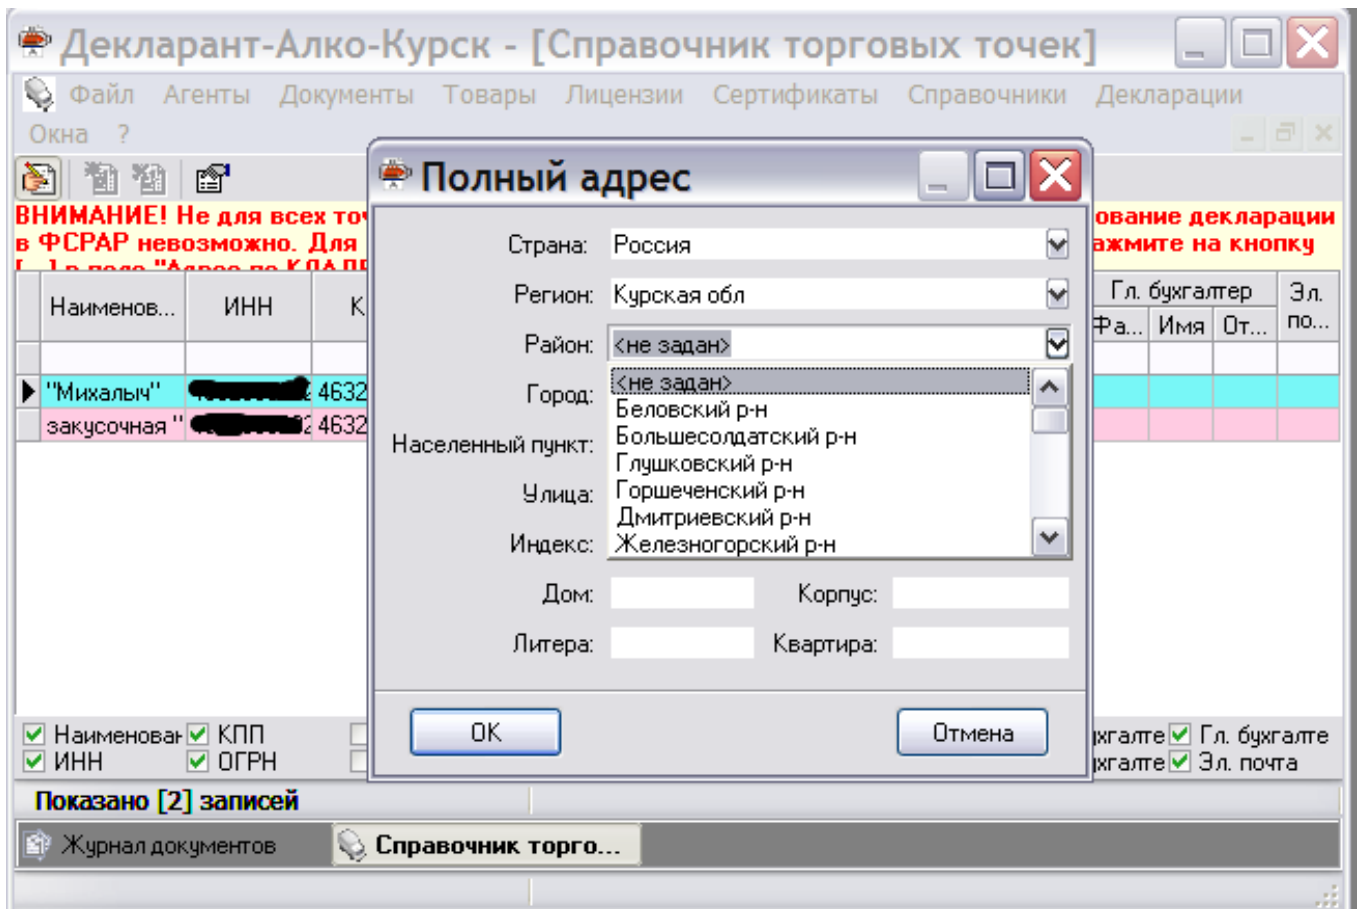 Декларант-Алко-Курск - [Справочник торговых точек]
Файл Агенты Документы Товары Лицензии Сертификаты Справочники Декларации
Окна ?
Полный адрес
ВНИМАНИЕ! Не для всех
в ФСРАР невозможно. Для
декларации
на кнопку
Наименов... ИНН
Гл. бухгалтер Эл. по...
Фа... Имя От...
"Михалыч" 4632
закусочная " 4632
Страна: Россия
Регион: Курская обл
Район: <не задан>
<не задан>
Беловский р-н
Большесолдатский р-н
Глушковский р-н
Горшеченский р-н
Дмитриевский р-н
Железногорский р-н
Город:
Населенный пункт:
Улица:
Индекс:
Дом: Корпус:
Литера: Квартира:
OK Отмена
Наименован КПП Гл. бухгалте
ИНН ОГРН Эл. почта
Показано [2] записей
Журнал документов Справочник торго...